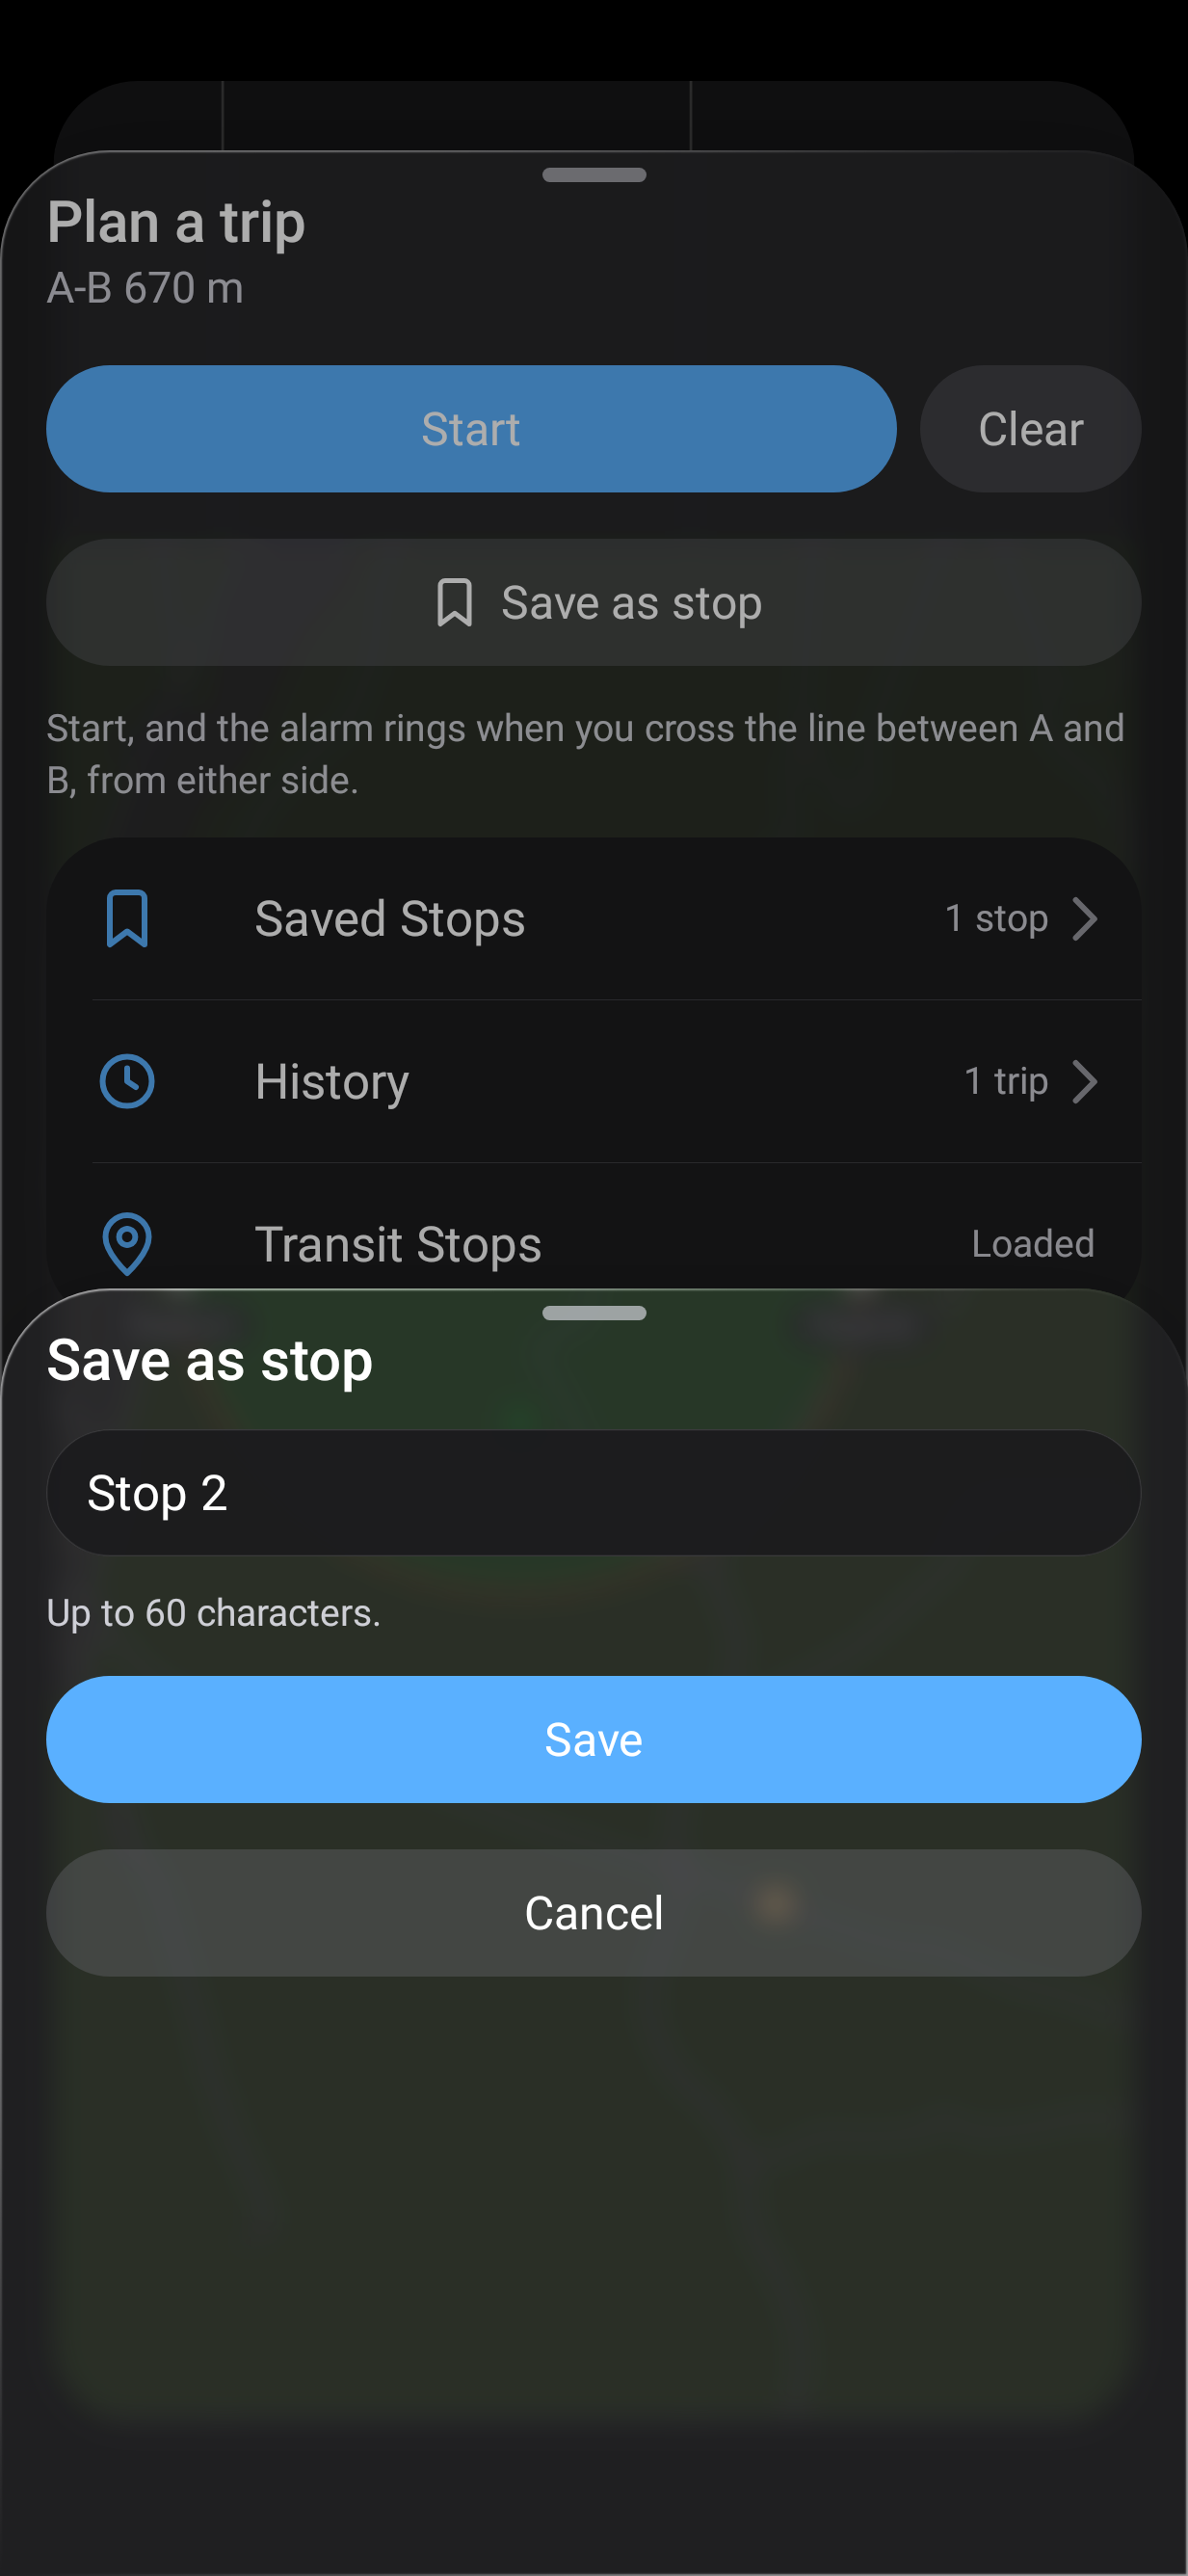 Plan a trip
A-B 670 m
Start
Clear
Save as stop
Start, and the alarm rings when you cross the line between A and
B, from either side.
Saved Stops
1 stop
History
1 trip
Transit Stops
Loaded
Save as stop
Stop 2
Up to 60 characters.
Save
Cancel